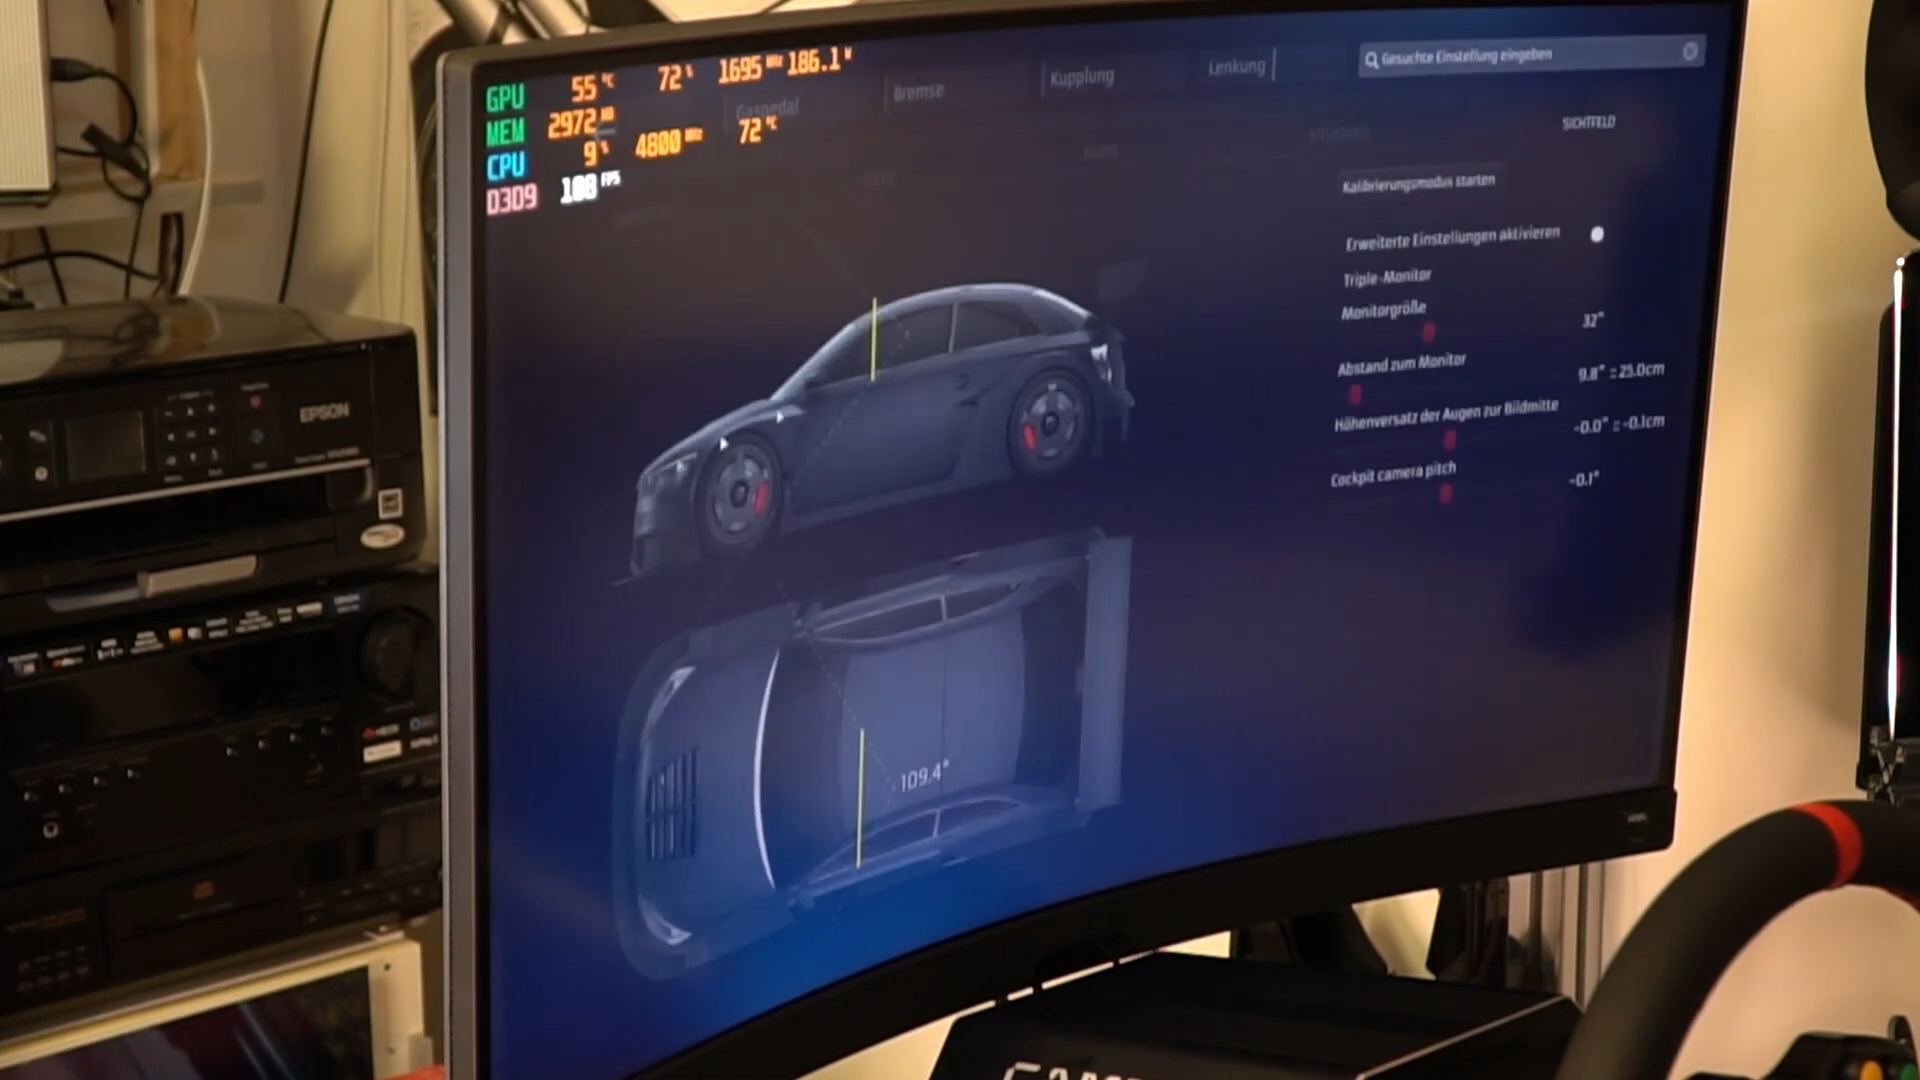 GPU 55 °C 72 % 1695 MHz 186.1 W
MEM 2972 MB
CPU 9 % 4800 MHz 72 °C
D3D9 108 FPS
Gaspedal
Bremse
Kupplung
Lenkung
Gesuchte Einstellung eingeben
SICHTFELD
Kalibrierungsmodus starten
Erweiterte Einstellungen aktivieren
Triple-Monitor
Monitorgröße 32"
Abstand zum Monitor 9.8" = 25.0cm
Höhenversatz der Augen zur Bildmitte -0.0" = -0.1cm
Cockpit camera pitch -0.1°
109.4°
EPSON